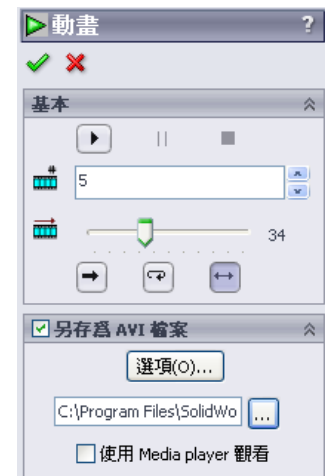 動畫 ?
基本
#
5
34
另存為 AVI 檔案
選項(O)...
C:\Program Files\SolidWo ...
使用 Media player 觀看